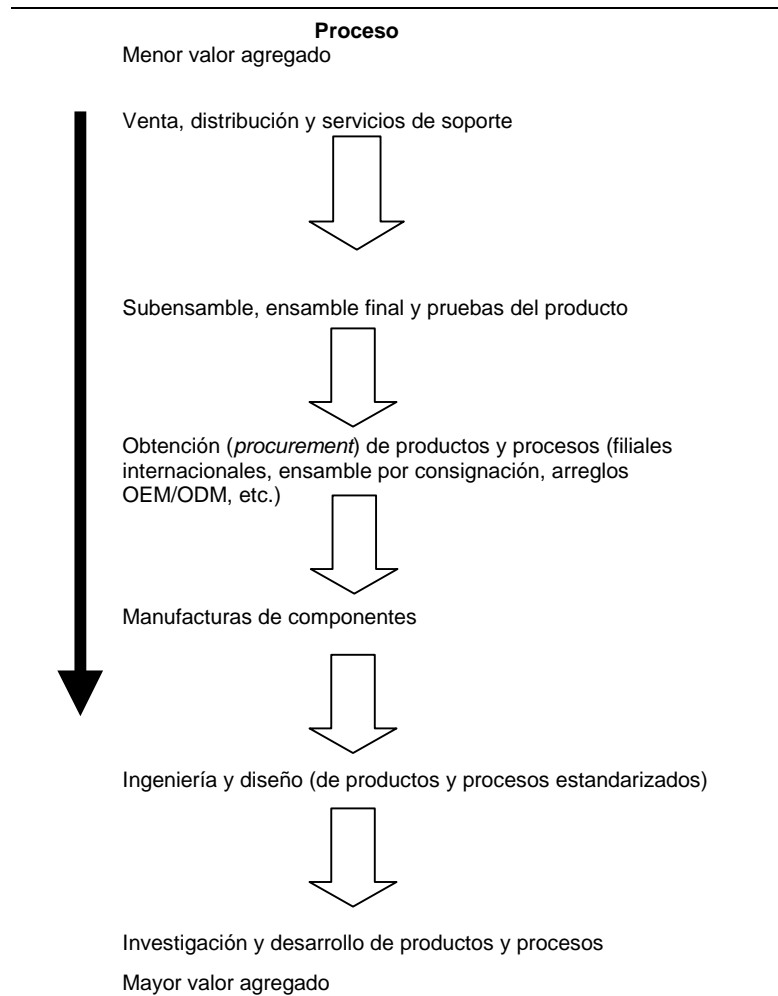 Proceso
Menor valor agregado
Venta, distribución y servicios de soporte
Subensamble, ensamble final y pruebas del producto
Obtención (procurement) de productos y procesos (filiales
internacionales, ensamble por consignación, arreglos
OEM/ODM, etc.)
Manufacturas de componentes
Ingeniería y diseño (de productos y procesos estandarizados)
Investigación y desarrollo de productos y procesos
Mayor valor agregado